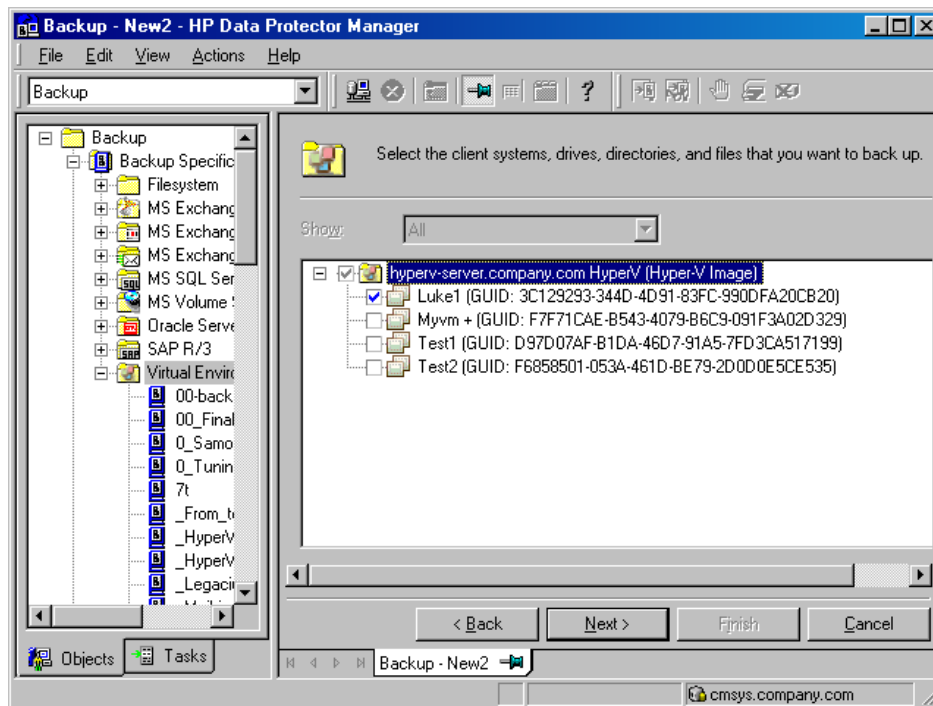 Backup - New2 - HP Data Protector Manager
File Edit View Actions Help
Backup
Backup
Backup Specific
Filesystem
MS Exchang
MS Exchang
MS Exchang
MS SQL Ser
MS Volume
Oracle Serve
SAP R/3
Virtual Enviro
00-back
00_Final
0_Samo
0_Tunin
7t
_From_t
_HyperV
_HyperV
_Legaci
Objects
Tasks
Select the client systems, drives, directories, and files that you want to back up.
Show: All
hyperv-server.company.com HyperV (Hyper-V Image)
Luke1 (GUID: 3C129293-344D-4D91-83FC-990DFA20CB20)
Myvm + (GUID: F7F71CAE-B543-4079-B6C9-091F3A02D329)
Test1 (GUID: D97D07AF-B1DA-46D7-91A5-7FD3CA517199)
Test2 (GUID: F6858501-053A-461D-BE79-2D0D0E5CE535)
< Back Next > Finish Cancel
Backup - New2
cmsys.company.com